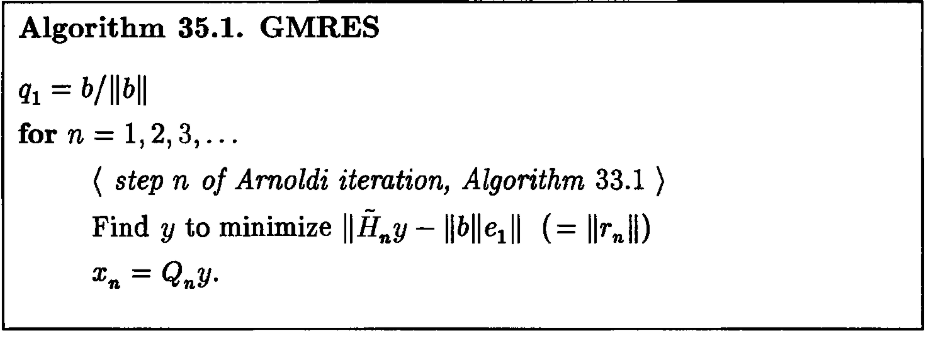 Algorithm 35.1. GMRES
q₁ = b/‖b‖
for n = 1, 2, 3, ...
⟨ step n of Arnoldi iteration, Algorithm 33.1 ⟩
Find y to minimize ‖H̃ₙy − ‖b‖e₁‖ (= ‖rₙ‖)
xₙ = Qₙy.